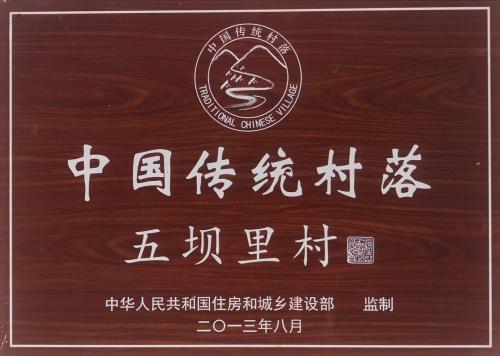 中国传统村落
TRADITIONAL CHINESE VILLAGE
中国传统村落
五坝里村
中华人民共和国住房和城乡建设部 监制
二〇一三年八月